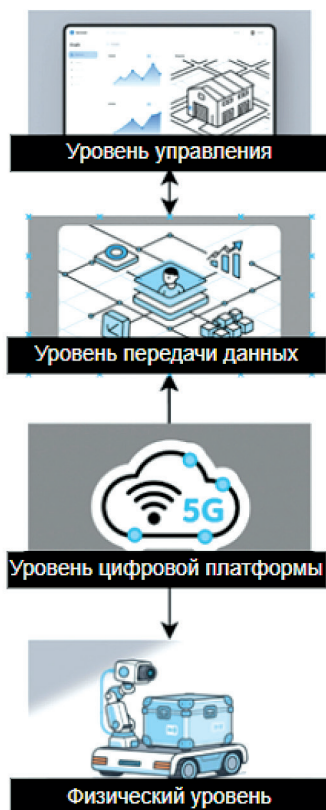 Уровень управления
Уровень передачи данных
5G
Уровень цифровой платформы
Физический уровень